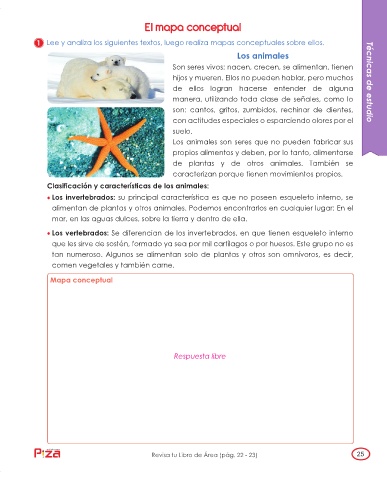 El mapa conceptual
1 Lee y analiza los siguientes textos, luego realiza mapas conceptuales sobre ellos.
Técnicas de estudio
Los animales
Son seres vivos: nacen, crecen, se alimentan, tienen
hijos y mueren. Ellos no pueden hablar, pero muchos
de ellos logran hacerse entender de alguna
manera, utilizando toda clase de señales, como lo
son: cantos, gritos, zumbidos, rechinar de dientes,
con actitudes especiales o esparciendo olores por el
suelo.
Los animales son seres que no pueden fabricar sus
propios alimentos y deben, por lo tanto, alimentarse
de plantas y de otros animales. También se
caracterizan porque tienen movimientos propios.
Clasificación y características de los animales:
• Los invertebrados: su principal característica es que no poseen esqueleto interno, se
alimentan de plantas y otros animales. Podemos encontrarlos en cualquier lugar: En el
mar, en las aguas dulces, sobre la tierra y dentro de ella.
• Los vertebrados: Se diferencian de los invertebrados, en que tienen esqueleto interno
que les sirve de sostén, formado ya sea por mil cartílagos o por huesos. Este grupo no es
tan numeroso. Algunos se alimentan solo de plantas y otros son omnívoros, es decir,
comen vegetales y también carne.
Mapa conceptual
Respuesta libre
Piza
Revisa tu Libro de Área (pág. 22 - 23)
25